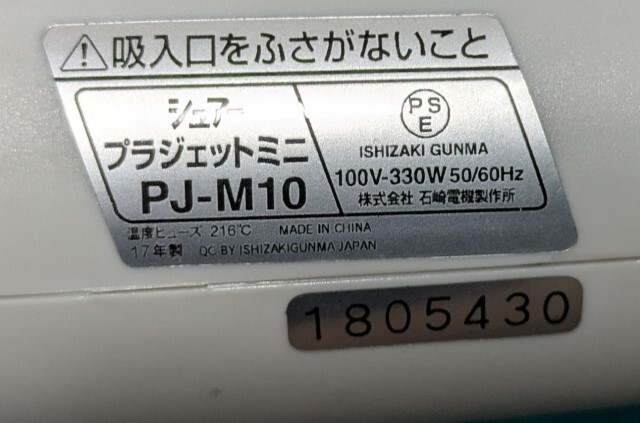 吸入口をふさがないこと
シュアー
プラジェットミニ
PJ-M10
PS
E
ISHIZAKI GUNMA
100V-330W 50/60Hz
株式会社 石崎電機製作所
温度ヒューズ 216℃ MADE IN CHINA
17年製 QC BY ISHIZAKIGUNMA JAPAN
1805430